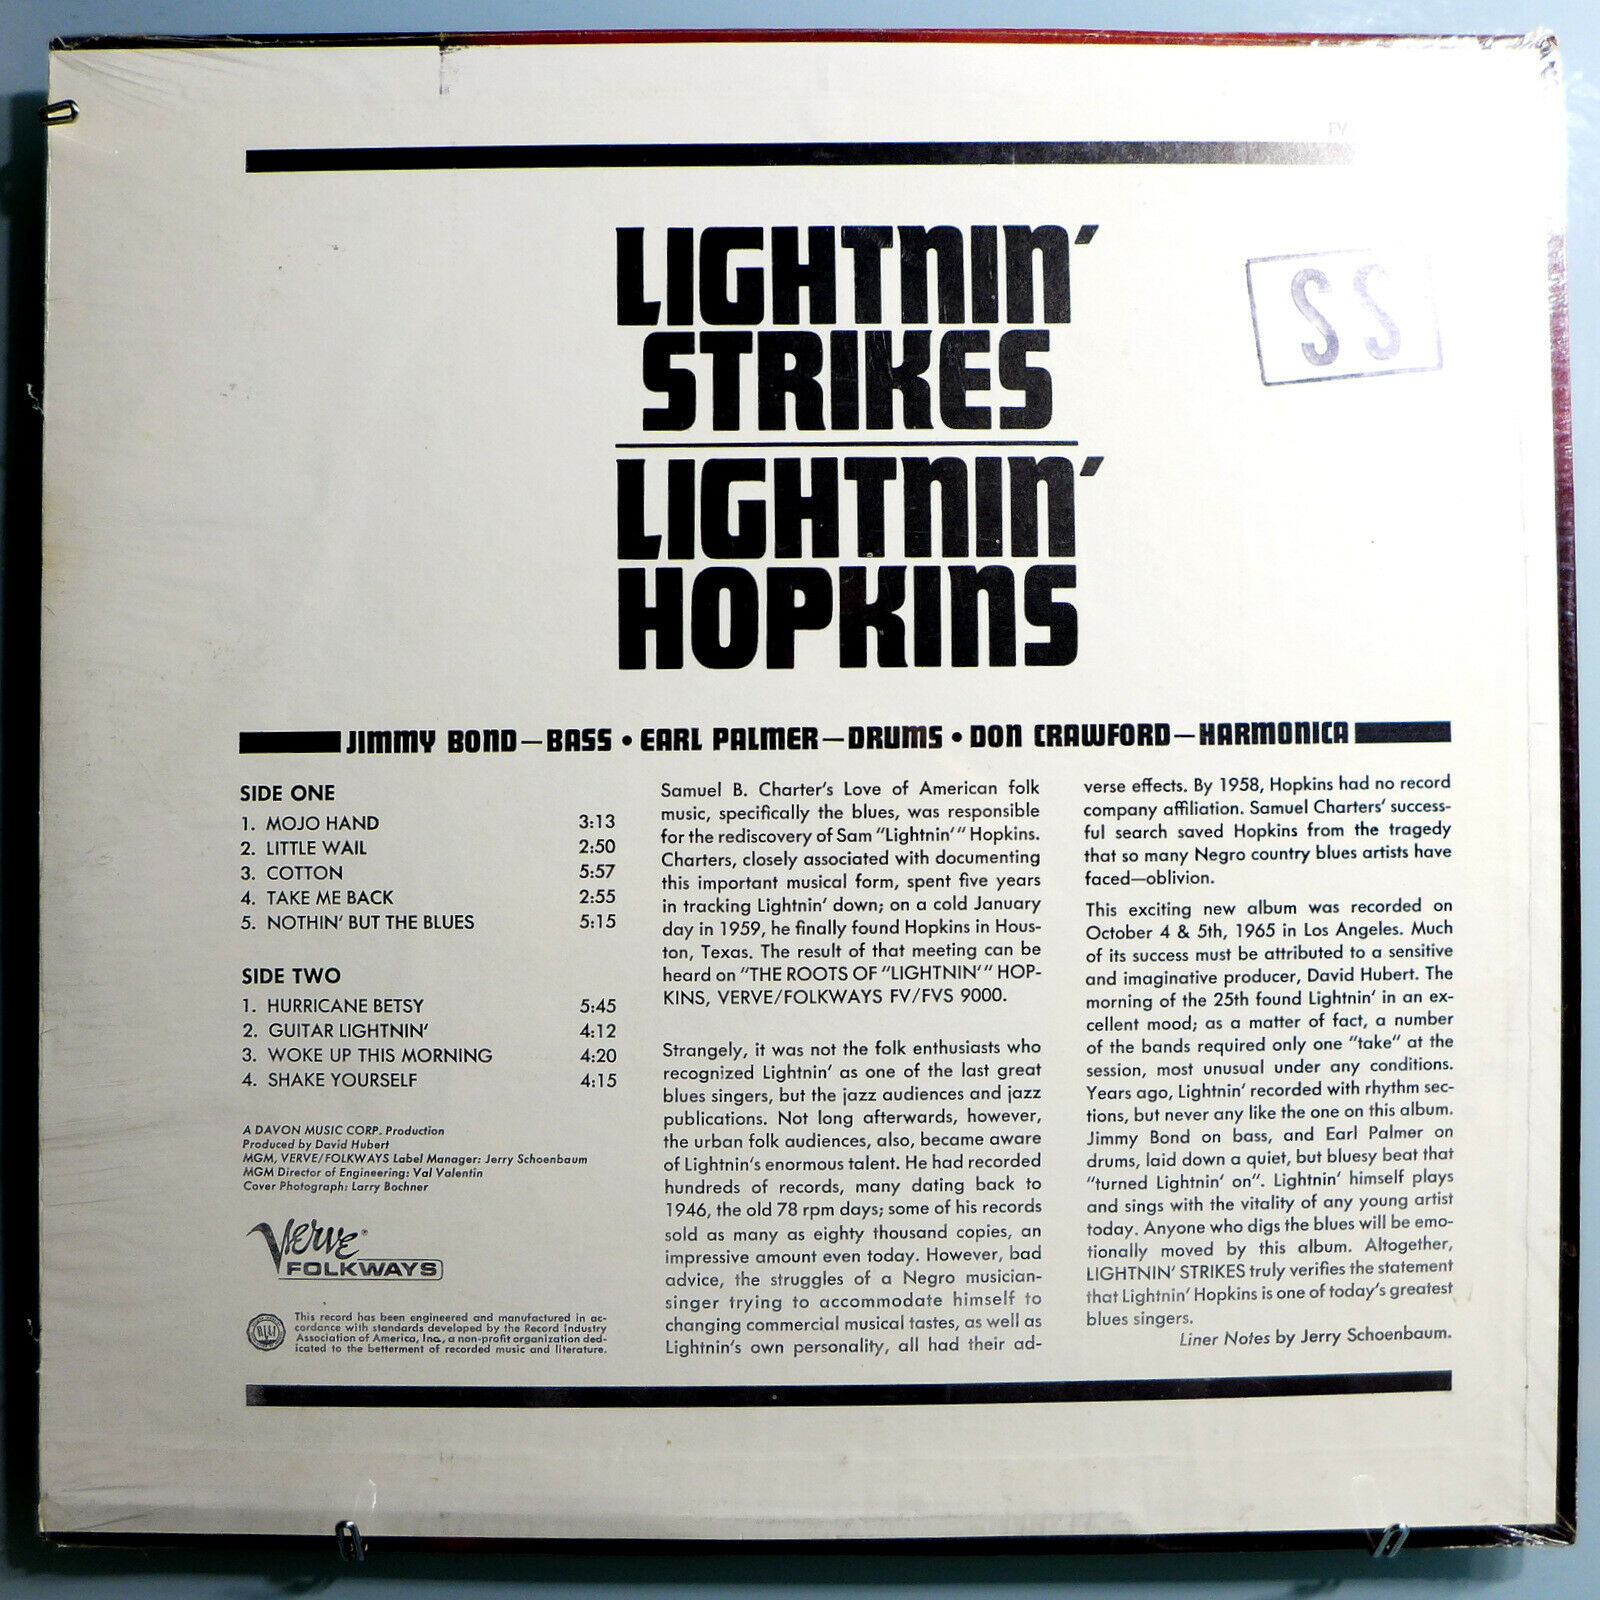 LIGHTNIN'
STRIKES
LIGHTNIN'
HOPKINS
SS
JIMMY BOND—BASS • EARL PALMER—DRUMS • DON CRAWFORD—HARMONICA
SIDE ONE
1. MOJO HAND 3:13
2. LITTLE WAIL 2:50
3. COTTON 5:57
4. TAKE ME BACK 2:55
5. NOTHIN' BUT THE BLUES 5:15
SIDE TWO
1. HURRICANE BETSY 5:45
2. GUITAR LIGHTNIN' 4:12
3. WOKE UP THIS MORNING 4:20
4. SHAKE YOURSELF 4:15
A DAVON MUSIC CORP. Production
Produced by David Hubert
MGM, VERVE/FOLKWAYS Label Manager: Jerry Schoenbaum
MGM Director of Engineering: Val Valentin
Cover Photograph: Larry Bochner
Verve®
FOLKWAYS
RIAA
This record has been engineered and manufactured in ac-
cordance with standards developed by the Record Industry
Association of America, Inc., a non-profit organization ded-
icated to the betterment of recorded music and literature.
Samuel B. Charter's Love of American folk
music, specifically the blues, was responsible
for the rediscovery of Sam "Lightnin'" Hopkins.
Charters, closely associated with documenting
this important musical form, spent five years
in tracking Lightnin' down; on a cold January
day in 1959, he finally found Hopkins in Hous-
ton, Texas. The result of that meeting can be
heard on "THE ROOTS OF "LIGHTNIN'" HOP-
KINS, VERVE/FOLKWAYS FV/FVS 9000.
Strangely, it was not the folk enthusiasts who
recognized Lightnin' as one of the last great
blues singers, but the jazz audiences and jazz
publications. Not long afterwards, however,
the urban folk audiences, also, became aware
of Lightnin's enormous talent. He had recorded
hundreds of records, many dating back to
1946, the old 78 rpm days; some of his records
sold as many as eighty thousand copies, an
impressive amount even today. However, bad
advice, the struggles of a Negro musician-
singer trying to accommodate himself to
changing commercial musical tastes, as well as
Lightnin's own personality, all had their ad-
verse effects. By 1958, Hopkins had no record
company affiliation. Samuel Charters' success-
ful search saved Hopkins from the tragedy
that so many Negro country blues artists have
faced—oblivion.
This exciting new album was recorded on
October 4 & 5th, 1965 in Los Angeles. Much
of its success must be attributed to a sensitive
and imaginative producer, David Hubert. The
morning of the 25th found Lightnin' in an ex-
cellent mood; as a matter of fact, a number
of the bands required only one "take" at the
session, most unusual under any conditions.
Years ago, Lightnin' recorded with rhythm sec-
tions, but never any like the one on this album.
Jimmy Bond on bass, and Earl Palmer on
drums, laid down a quiet, but bluesy beat that
"turned Lightnin' on". Lightnin' himself plays
and sings with the vitality of any young artist
today. Anyone who digs the blues will be emo-
tionally moved by this album. Altogether,
LIGHTNIN' STRIKES truly verifies the statement
that Lightnin' Hopkins is one of today's greatest
blues singers.
Liner Notes by Jerry Schoenbaum.